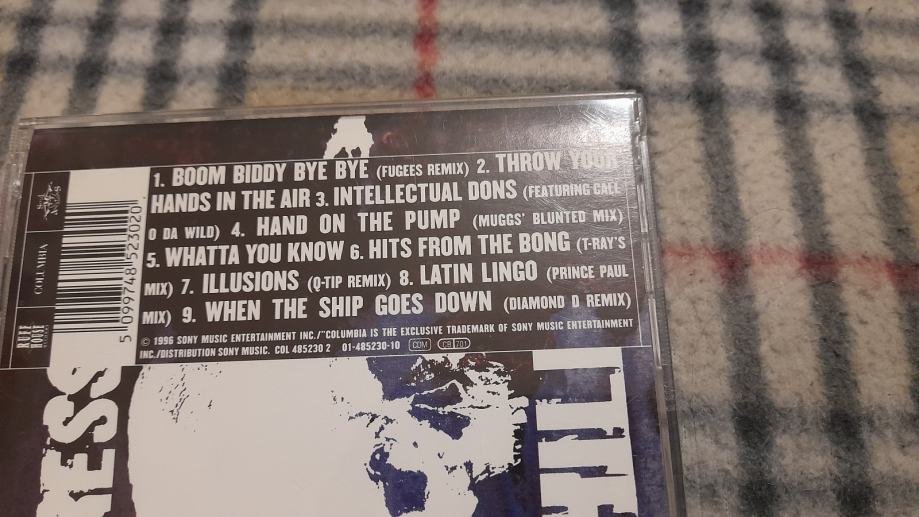 1. BOOM BIDDY BYE BYE (FUGEES REMIX) 2. THROW YOUR
HANDS IN THE AIR 3. INTELLECTUAL DONS (FEATURING CALL
O DA WILD) 4. HAND ON THE PUMP (MUGGS' BLUNTED MIX)
5. WHATTA YOU KNOW 6. HITS FROM THE BONG (T-RAY'S
MIX) 7. ILLUSIONS (Q-TIP REMIX) 8. LATIN LINGO (PRINCE PAUL
MIX) 9. WHEN THE SHIP GOES DOWN (DIAMOND D REMIX)
© 1996 SONY MUSIC ENTERTAINMENT INC./"COLUMBIA IS THE EXCLUSIVE TRADEMARK OF SONY MUSIC ENTERTAINMENT
INC./DISTRIBUTION SONY MUSIC. COL 485230 2 01-485230-10 CDM CB 701
COLUMBIA
RUFF
HOUSE
5 099748 523020